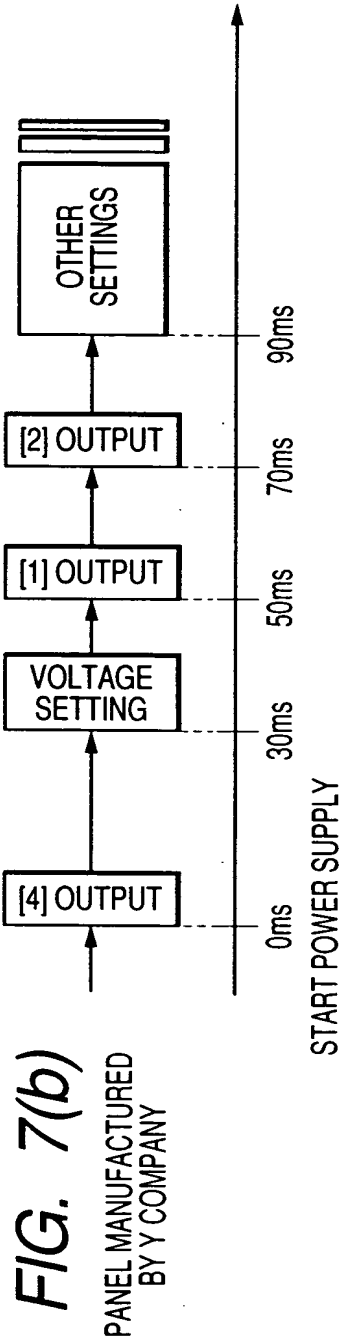 FIG. 7(b)
PANEL MANUFACTURED
BY Y COMPANY
[4] OUTPUT
VOLTAGE
SETTING
[1] OUTPUT
[2] OUTPUT
OTHER
SETTINGS
0ms
30ms
50ms
70ms
90ms
START POWER SUPPLY